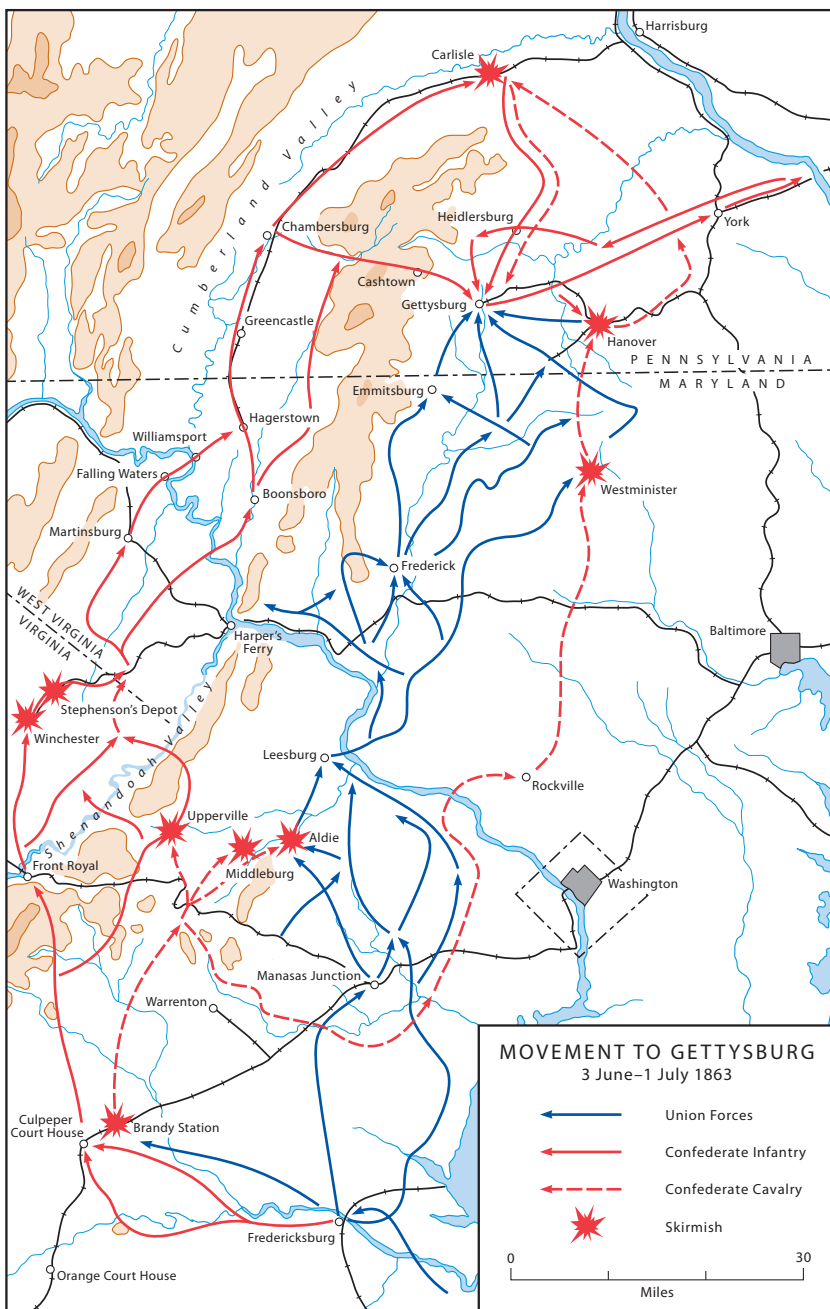 Harrisburg
Carlisle
Cumberland Valley
Heidlersburg
York
Chambersburg
Cashtown
Gettysburg
Greencastle
Hanover
PENNSYLVANIA
MARYLAND
Emmitsburg
Hagerstown
Williamsport
Falling Waters
Westminister
Boonsboro
Martinsburg
Frederick
WEST VIRGINIA
VIRGINIA
Harper's
Ferry
Baltimore
Stephenson's Depot
Winchester
Shenandoah Valley
Leesburg
Rockville
Upperville
Aldie
Middleburg
Front Royal
Washington
Manasas Junction
Warrenton
Culpeper
Court House
Brandy Station
Fredericksburg
Orange Court House
MOVEMENT TO GETTYSBURG
3 June–1 July 1863
Union Forces
Confederate Infantry
Confederate Cavalry
Skirmish
0 30
Miles